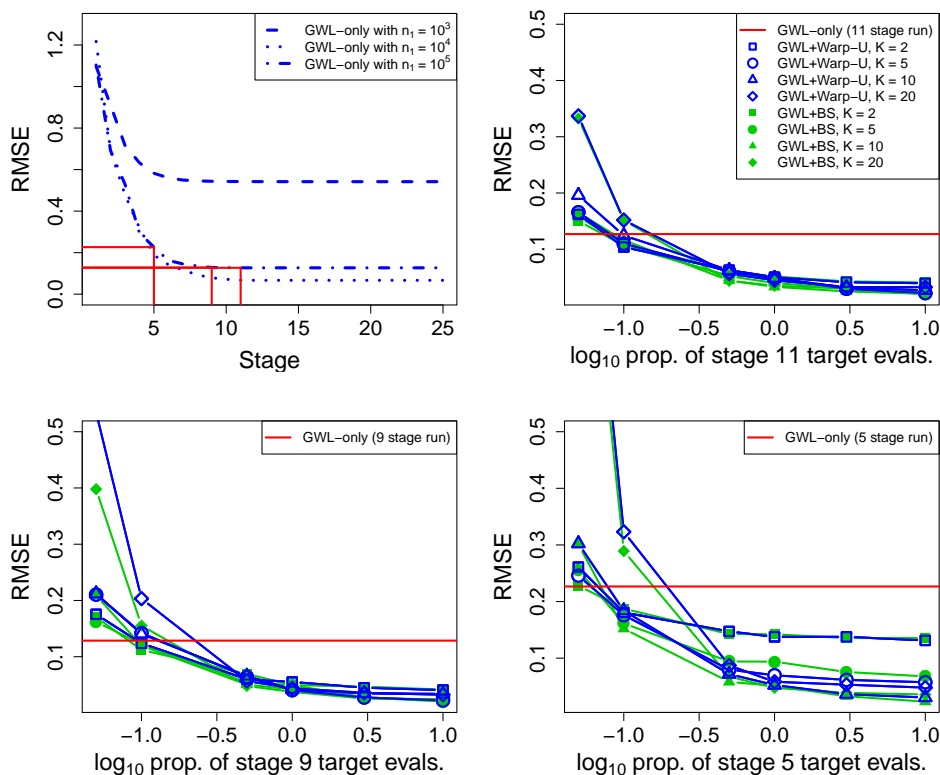 GWL−only with n1 = 10^3
GWL−only with n1 = 10^4
GWL−only with n1 = 10^5
RMSE
0.0 0.4 0.8 1.2
5 10 15 20 25
Stage
GWL−only (11 stage run)
GWL+Warp−U, K = 2
GWL+Warp−U, K = 5
GWL+Warp−U, K = 10
GWL+Warp−U, K = 20
GWL+BS, K = 2
GWL+BS, K = 5
GWL+BS, K = 10
GWL+BS, K = 20
RMSE
0.1 0.2 0.3 0.4 0.5
−1.0 −0.5 0.0 0.5 1.0
log10 prop. of stage 11 target evals.
GWL−only (9 stage run)
RMSE
0.1 0.2 0.3 0.4 0.5
−1.0 −0.5 0.0 0.5 1.0
log10 prop. of stage 9 target evals.
GWL−only (5 stage run)
RMSE
0.1 0.2 0.3 0.4 0.5
−1.0 −0.5 0.0 0.5 1.0
log10 prop. of stage 5 target evals.